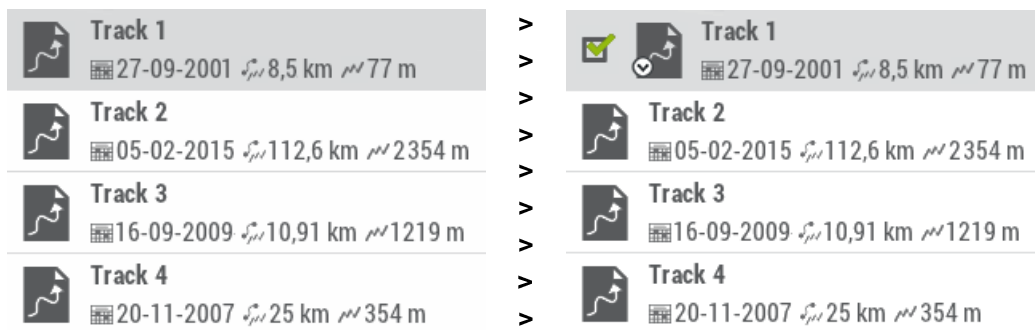 Track 1
27-09-2001 8,5 km 77 m
Track 2
05-02-2015 112,6 km 2354 m
Track 3
16-09-2009 10,91 km 1219 m
Track 4
20-11-2007 25 km 354 m
>
>
>
>
>
>
>
>
>
Track 1
27-09-2001 8,5 km 77 m
Track 2
05-02-2015 112,6 km 2354 m
Track 3
16-09-2009 10,91 km 1219 m
Track 4
20-11-2007 25 km 354 m